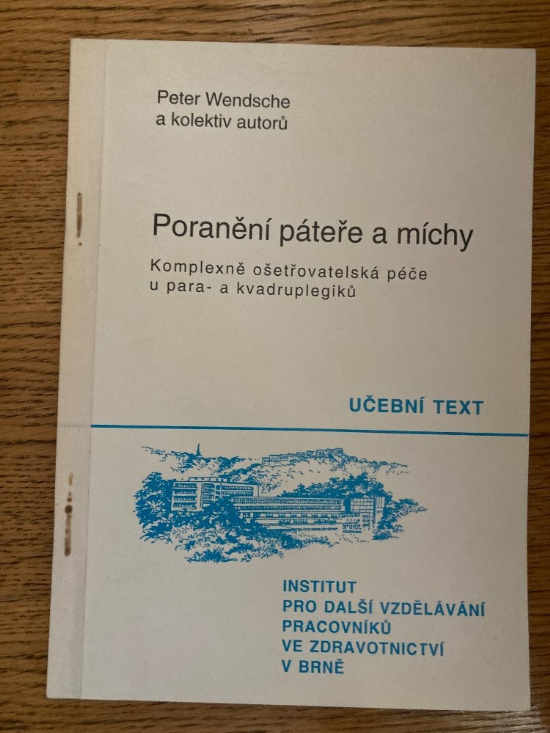 Peter Wendsche
a kolektiv autorů
Poranění páteře a míchy
Komplexně ošetřovatelská péče
u para- a kvadruplegiků
UČEBNÍ TEXT
INSTITUT
PRO DALŠÍ VZDĚLÁVÁNÍ
PRACOVNÍKŮ
VE ZDRAVOTNICTVÍ
V BRNĚ